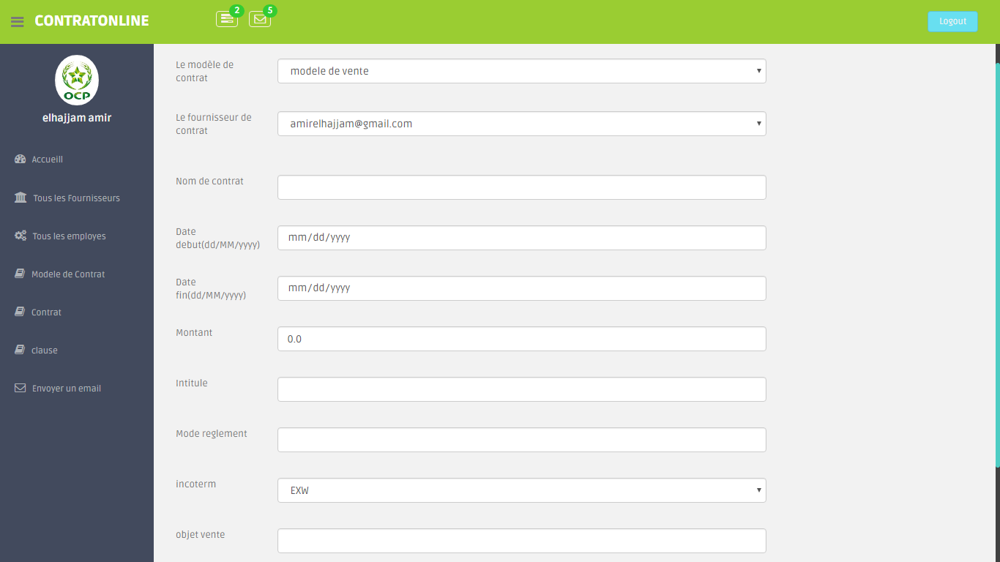 CONTRATONLINE
2
5
Logout
OCP
elhajjam amir
Accueill
Tous les Fournisseurs
Tous les employes
Modele de Contrat
Contrat
clause
Envoyer un email
Le modèle de
contrat
modele de vente
Le fournisseur de
contrat
amirelhajjam@gmail.com
Nom de contrat
Date
debut(dd/MM/yyyy)
mm/dd/yyyy
Date
fin(dd/MM/yyyy)
mm/dd/yyyy
Montant
0.0
Intitule
Mode reglement
incoterm
EXW
objet vente